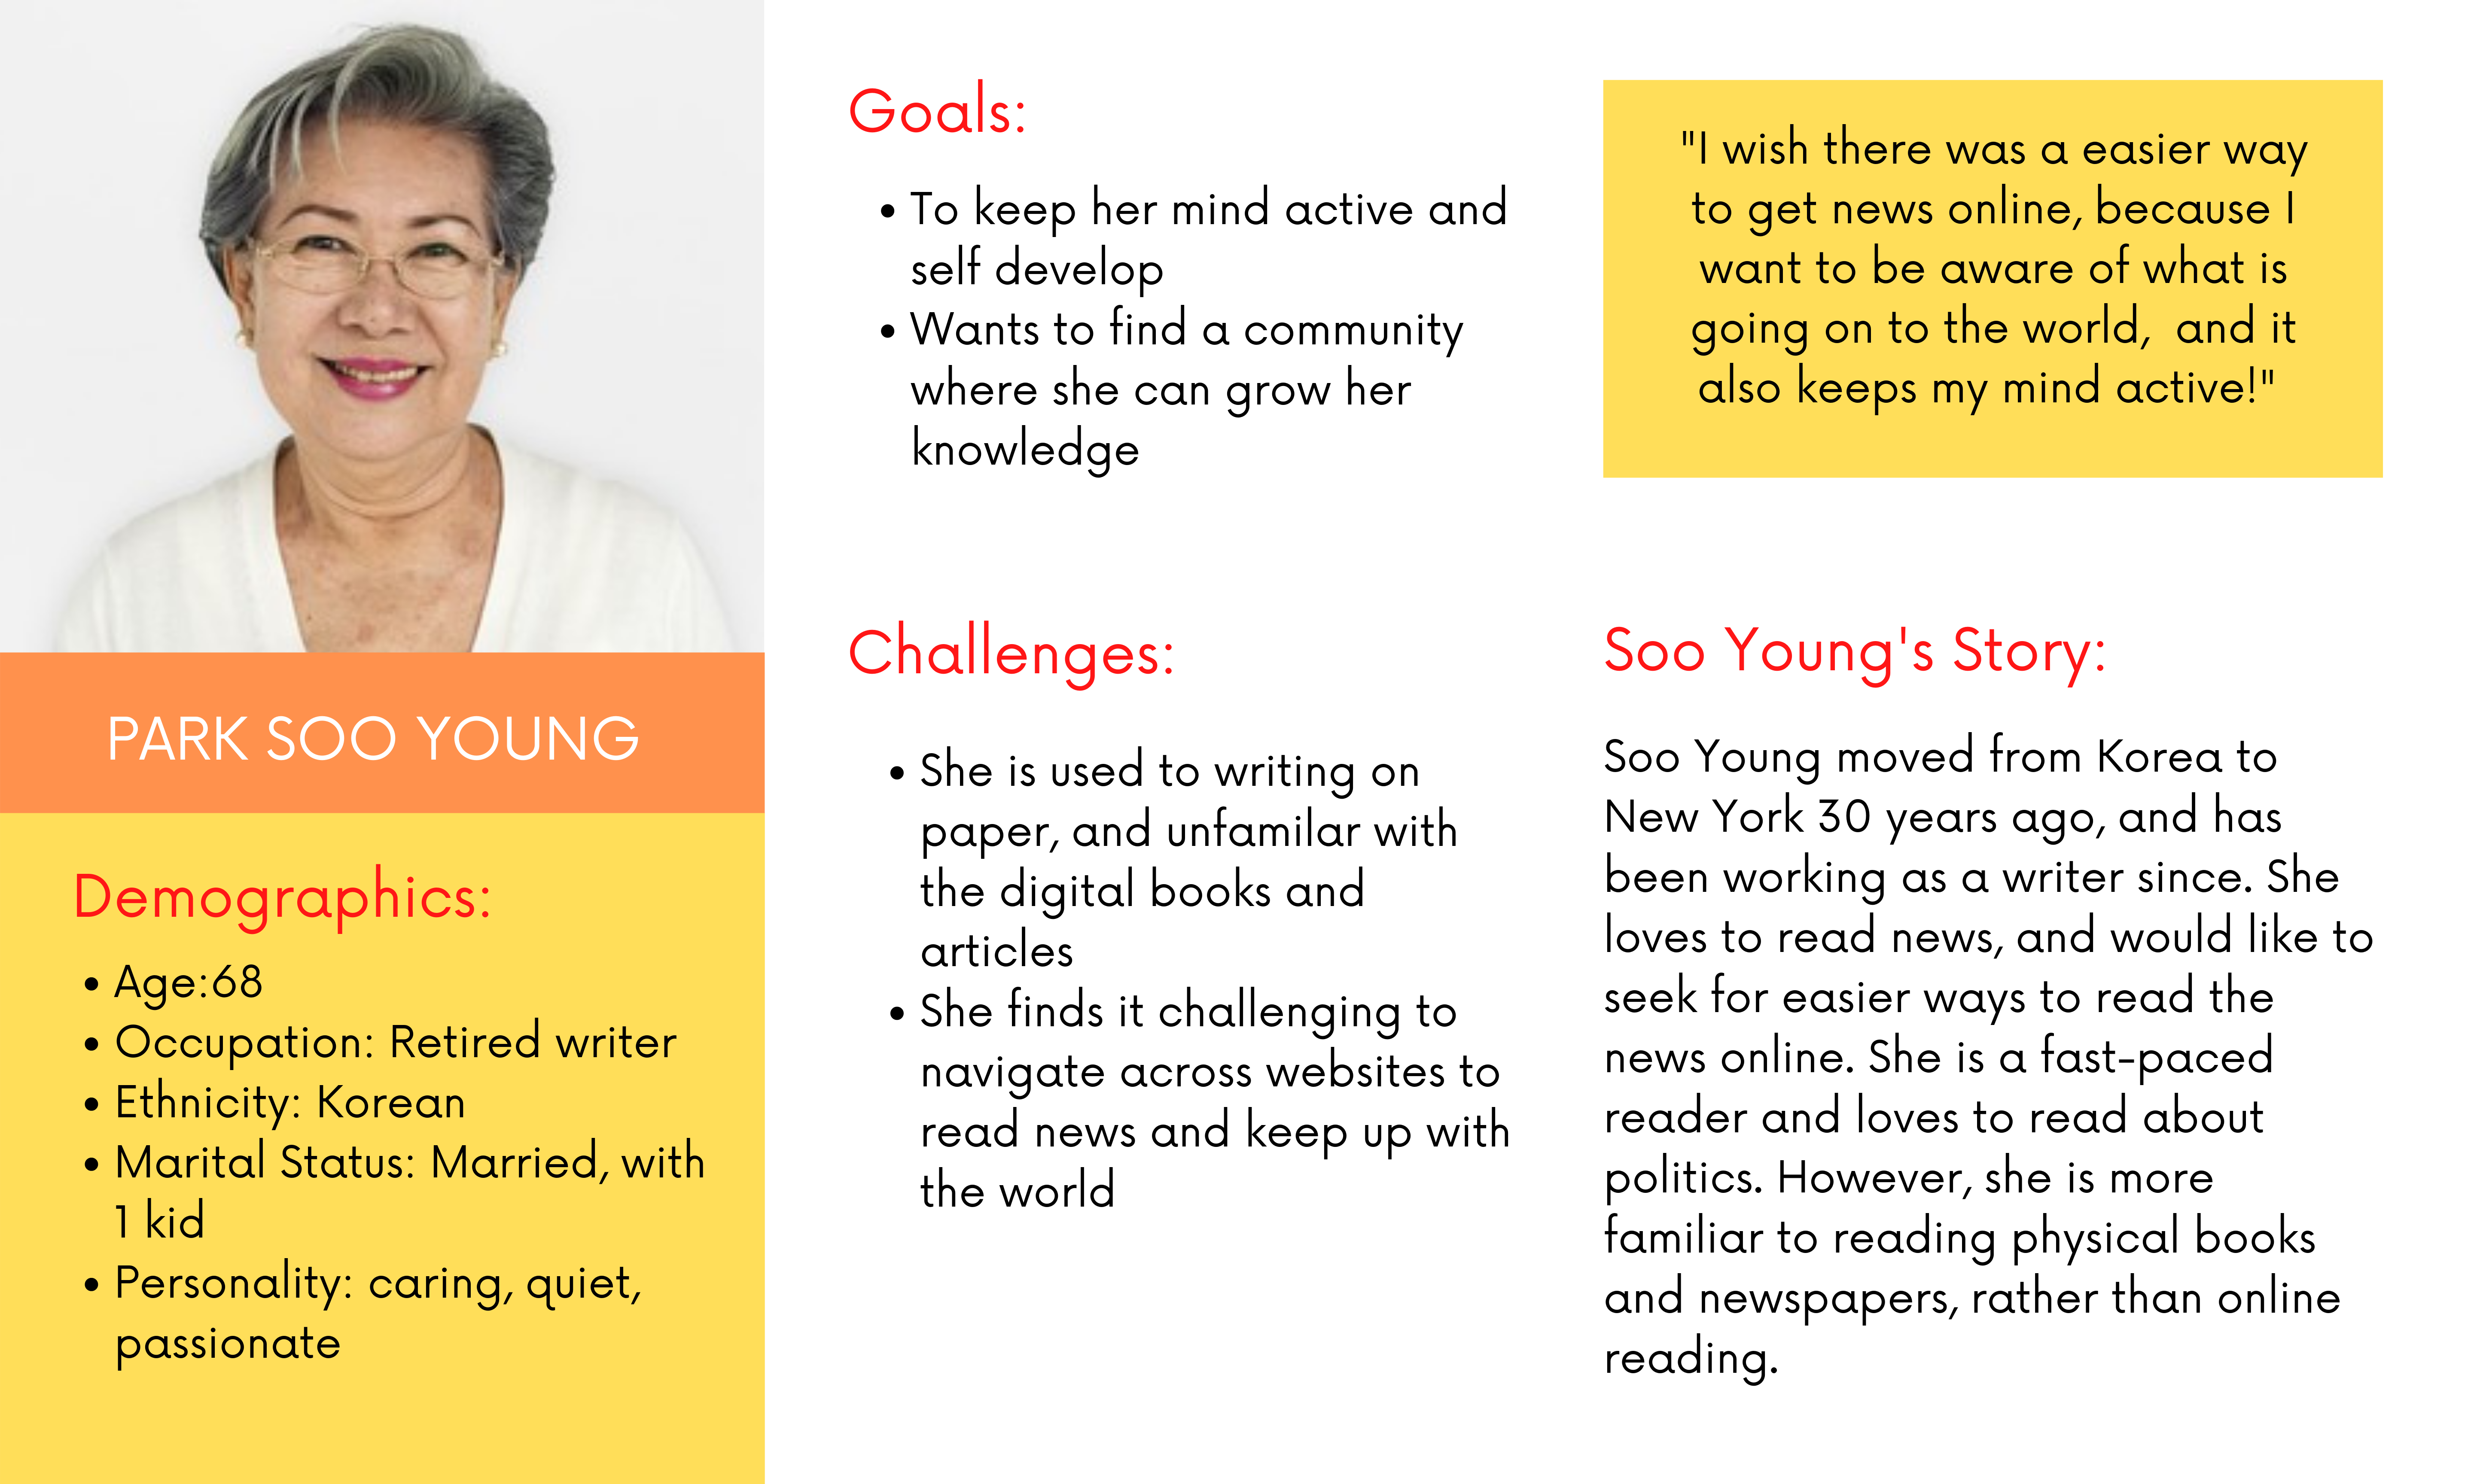 PARK SOO YOUNG
Demographics:
• Age:68
• Occupation: Retired writer
• Ethnicity: Korean
• Marital Status: Married, with
1 kid
• Personality: caring, quiet,
passionate
Goals:
• To keep her mind active and
self develop
• Wants to find a community
where she can grow her
knowledge
Challenges:
• She is used to writing on
paper, and unfamilar with
the digital books and
articles
• She finds it challenging to
navigate across websites to
read news and keep up with
the world
"I wish there was a easier way
to get news online, because I
want to be aware of what is
going on to the world,  and it
also keeps my mind active!"
Soo Young's Story:
Soo Young moved from Korea to
New York 30 years ago, and has
been working as a writer since. She
loves to read news, and would like to
seek for easier ways to read the
news online. She is a fast-paced
reader and loves to read about
politics. However, she is more
familiar to reading physical books
and newspapers, rather than online
reading.